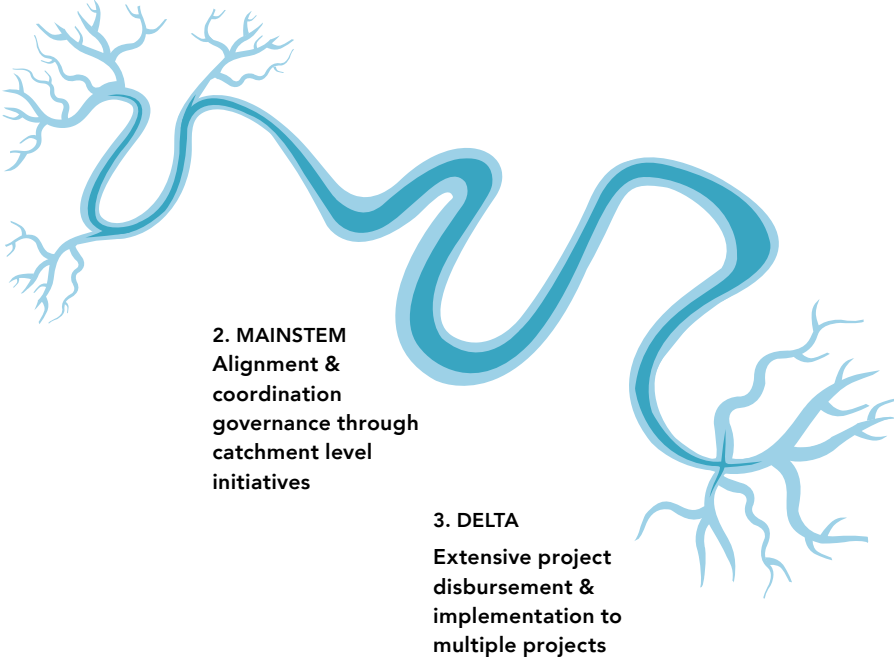 2. MAINSTEM
Alignment &
coordination
governance through
catchment level
initiatives
3. DELTA
Extensive project
disbursement &
implementation to
multiple projects